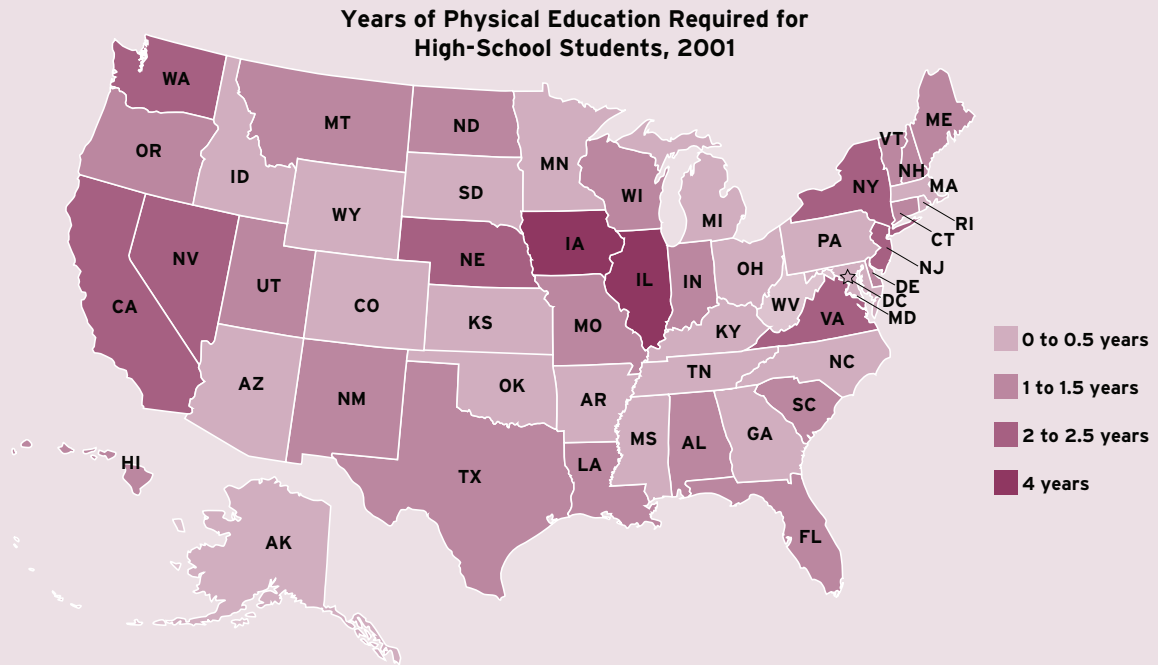 Years of Physical Education Required for
High-School Students, 2001
WA
MT
ND
ME
VT
OR
MN
ID
NH
SD
WI
NY
MA
WY
MI
RI
IA
PA
CT
NV
NE
NJ
UT
IL
IN
OH
DE
CO
DC
CA
KS
MO
WV
VA
MD
KY
0 to 0.5 years
NC
AZ
OK
TN
1 to 1.5 years
NM
AR
SC
MS
AL
GA
2 to 2.5 years
HI
LA
TX
4 years
FL
AK